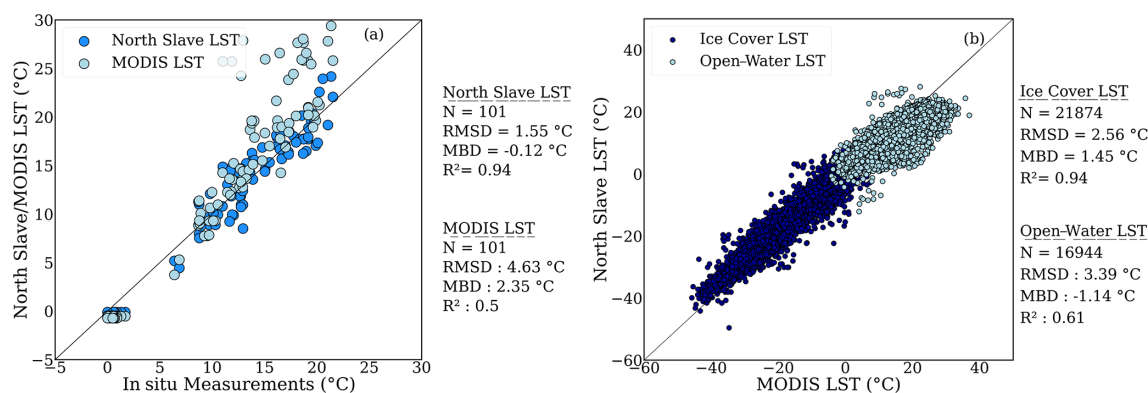 (a)
North Slave LST
MODIS LST
North Slave/MODIS LST (°C)
30
25
20
15
10
5
0
−5
−5
0
5
10
15
20
25
30
In situ Measurements (°C)
North Slave LST
N = 101
RMSD = 1.55 °C
MBD = -0.12 °C
R²= 0.94
MODIS LST
N = 101
RMSD : 4.63 °C
MBD : 2.35 °C
R² : 0.5
(b)
Ice Cover LST
Open–Water LST
North Slave LST (°C)
40
20
0
−20
−40
−60
−60
−40
−20
0
20
40
MODIS LST (°C)
Ice Cover LST
N = 21874
RMSD = 2.56 °C
MBD = 1.45 °C
R²= 0.94
Open–Water LST
N = 16944
RMSD : 3.39 °C
MBD : -1.14 °C
R² : 0.61